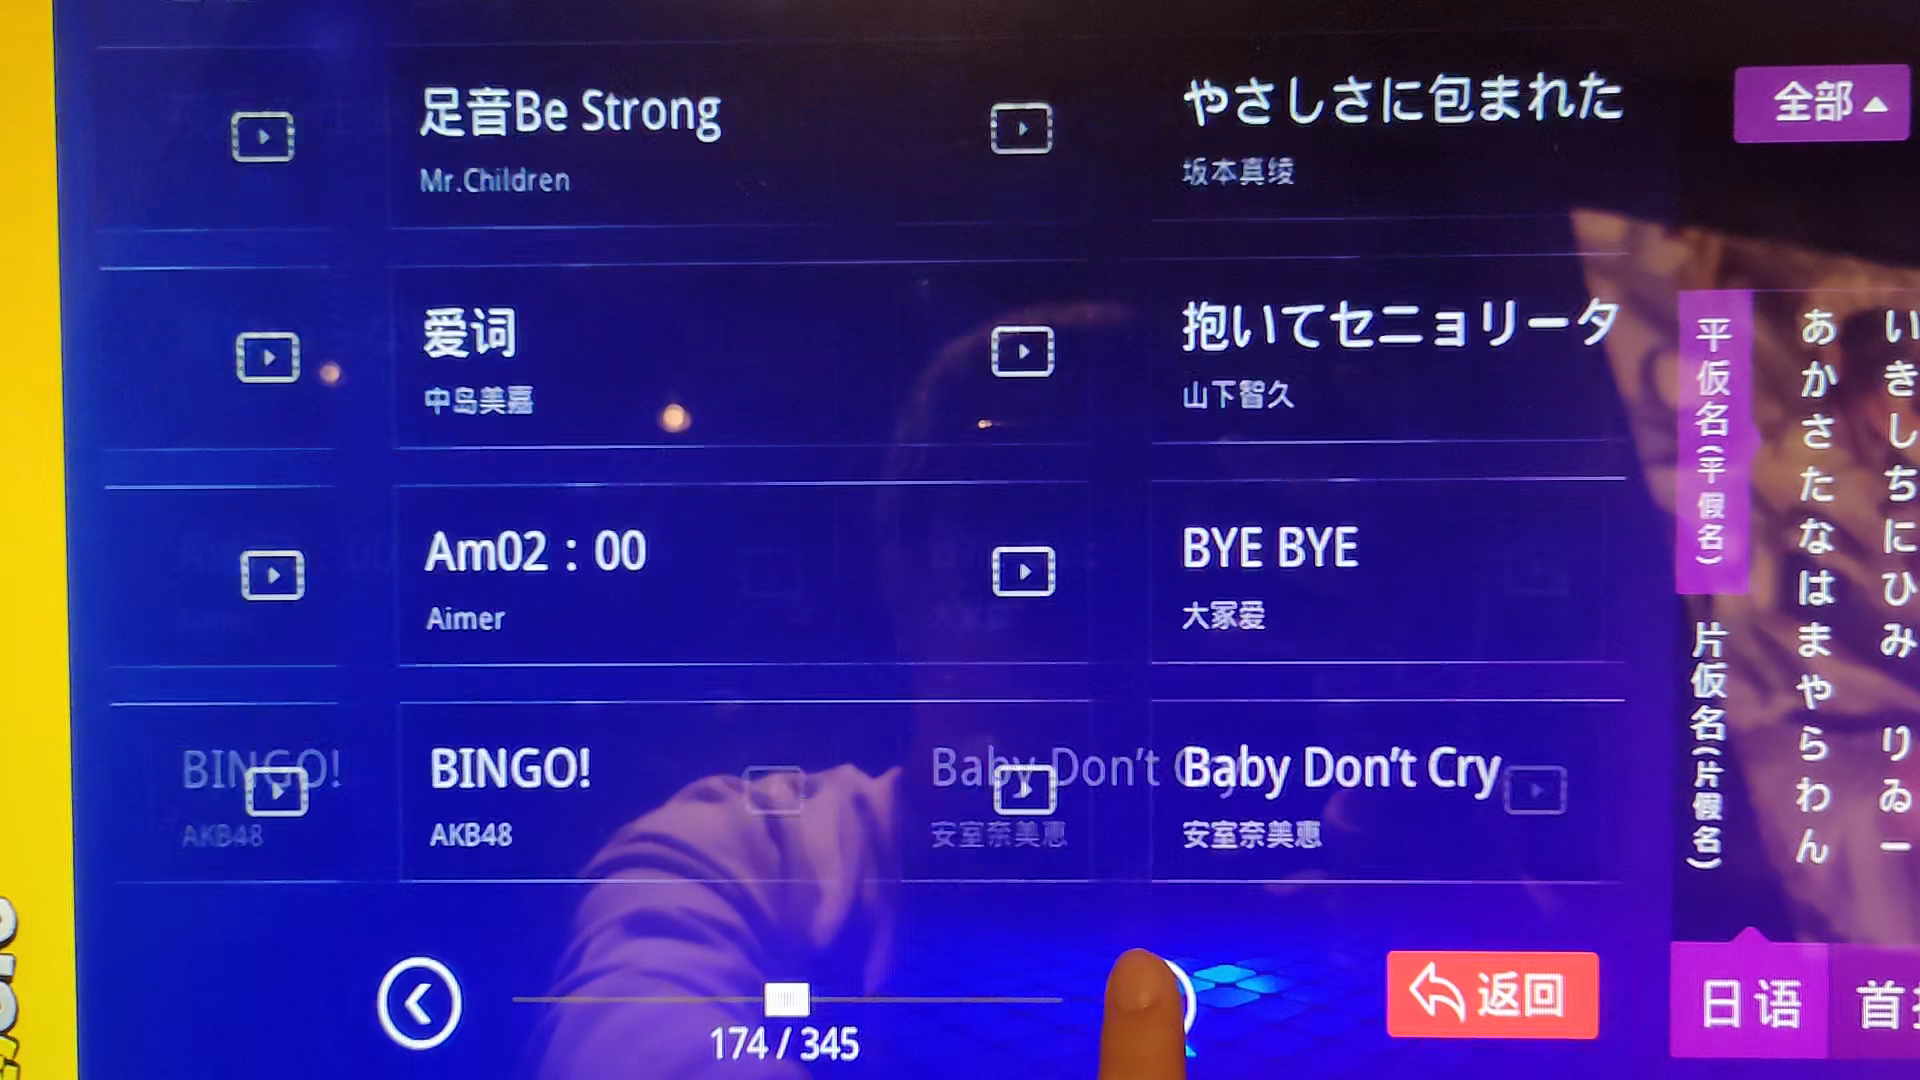 足音Be Strong
Mr.Children
やさしさに包まれた
坂本真绫
全部
爱词
中岛美嘉
抱いてセニョリータ
山下智久
Am02：00
Aimer
BYE BYE
大冢爱
BINGO!
AKB48
BINGO!
AKB48
Baby Don't Cry
安室奈美恵
Baby Don't Cry
安室奈美恵
平仮名(平假名)
片仮名(片假名)
あかさたなはまやらわん
いきしちにひみ りゐー
174 / 345
返回
日语
首